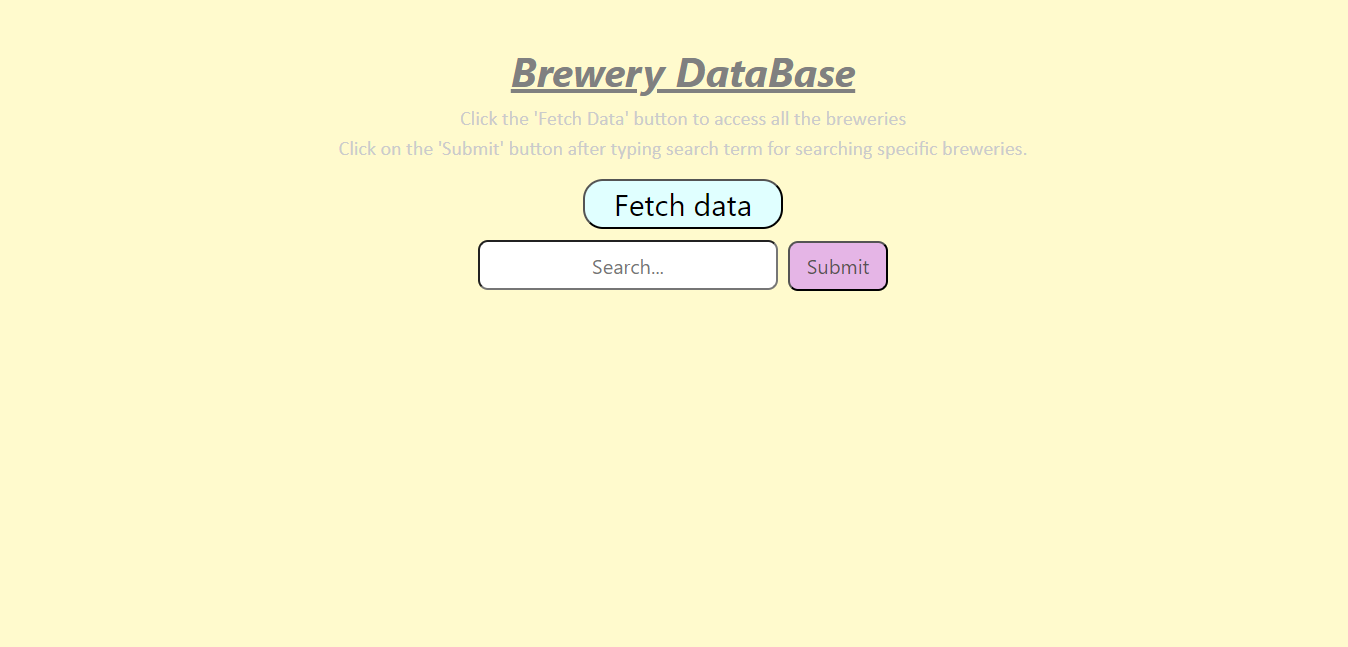 Brewery DataBase
Click the 'Fetch Data' button to access all the breweries
Click on the 'Submit' button after typing search term for searching specific breweries.
Fetch data
Search...
Submit